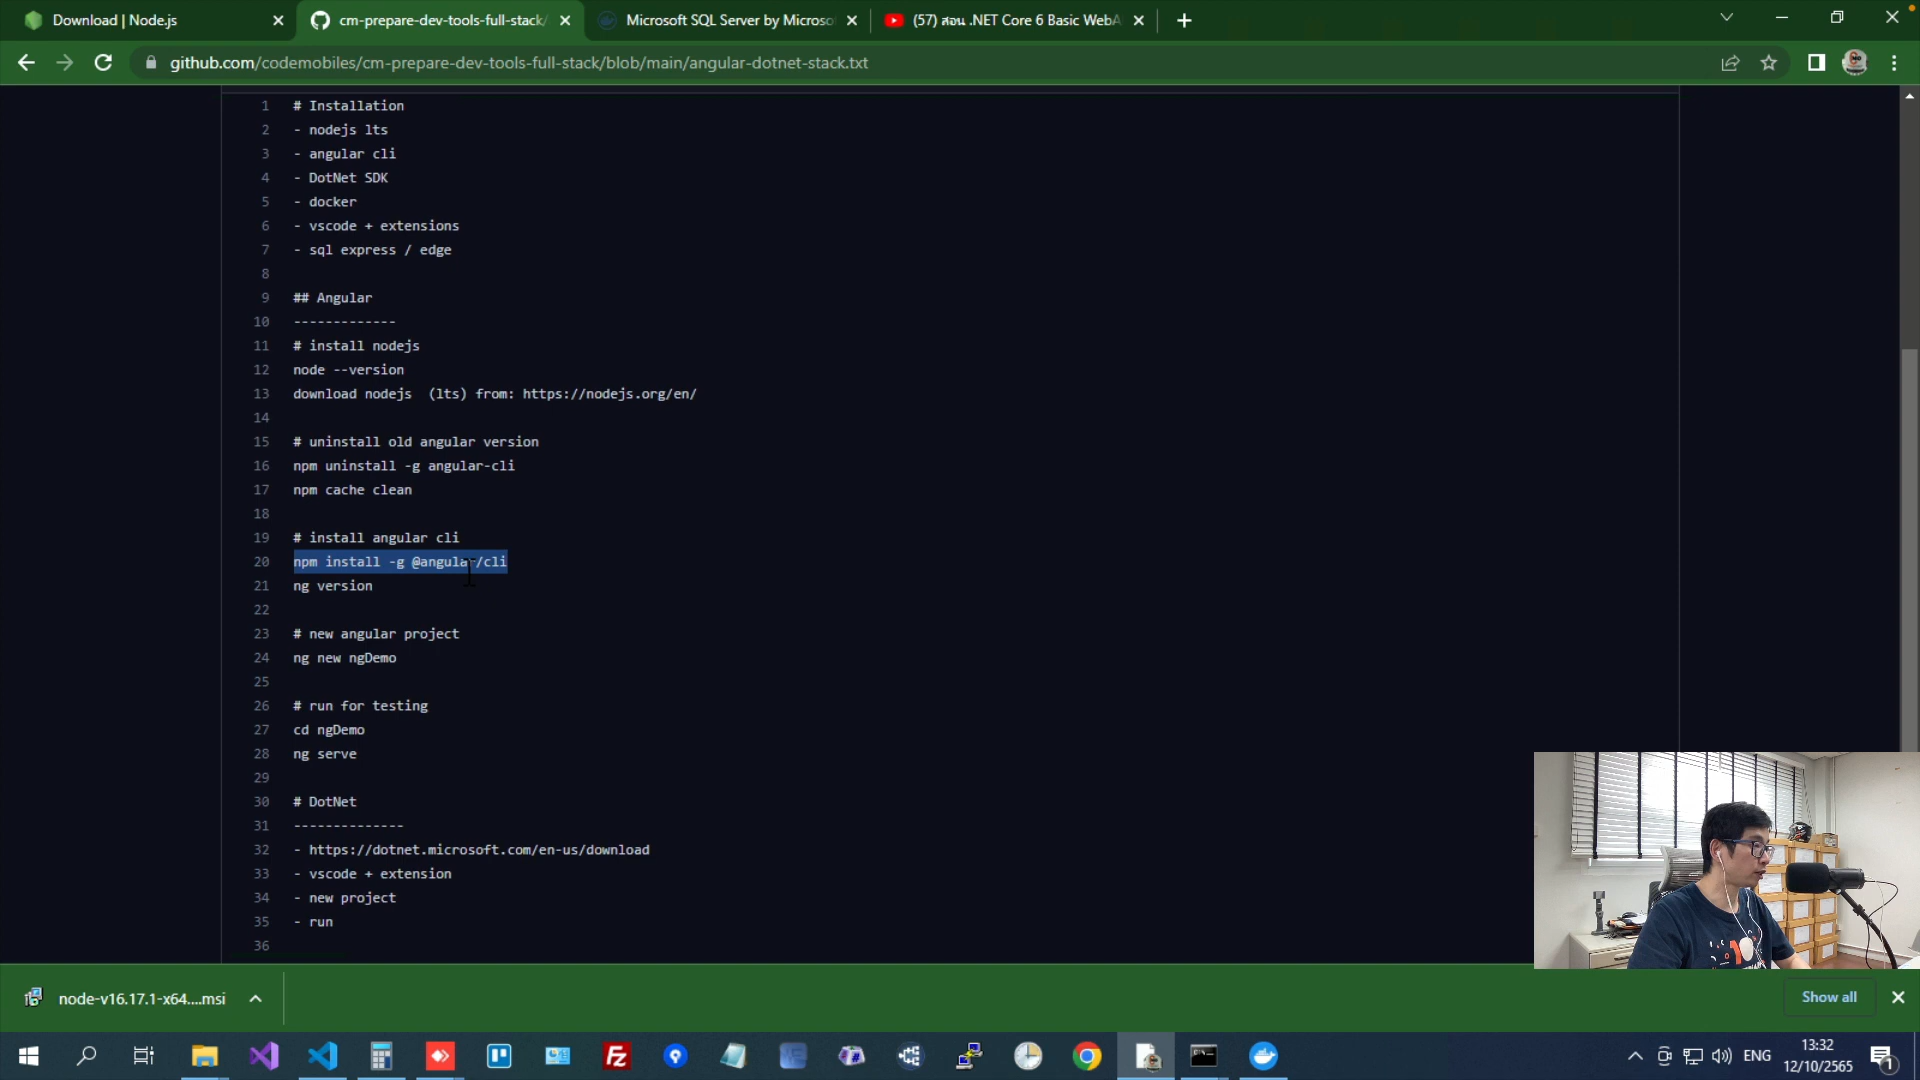 Download | Node.js
cm-prepare-dev-tools-full-stack/
Microsoft SQL Server by Microso
(57) สอน .NET Core 6 Basic WebA
github.com/codemobiles/cm-prepare-dev-tools-full-stack/blob/main/angular-dotnet-stack.txt
1 # Installation
2 - nodejs lts
3 - angular cli
4 - DotNet SDK
5 - docker
6 - vscode + extensions
7 - sql express / edge
8
9 ## Angular
10 -------------
11 # install nodejs
12 node --version
13 download nodejs  (lts) from: https://nodejs.org/en/
14
15 # uninstall old angular version
16 npm uninstall -g angular-cli
17 npm cache clean
18
19 # install angular cli
20 npm install -g @angular/cli
21 ng version
22
23 # new angular project
24 ng new ngDemo
25
26 # run for testing
27 cd ngDemo
28 ng serve
29
30 # DotNet
31 --------------
32 - https://dotnet.microsoft.com/en-us/download
33 - vscode + extension
34 - new project
35 - run
36
node-v16.17.1-x64....msi
Show all
ENG
13:32
12/10/2565
1